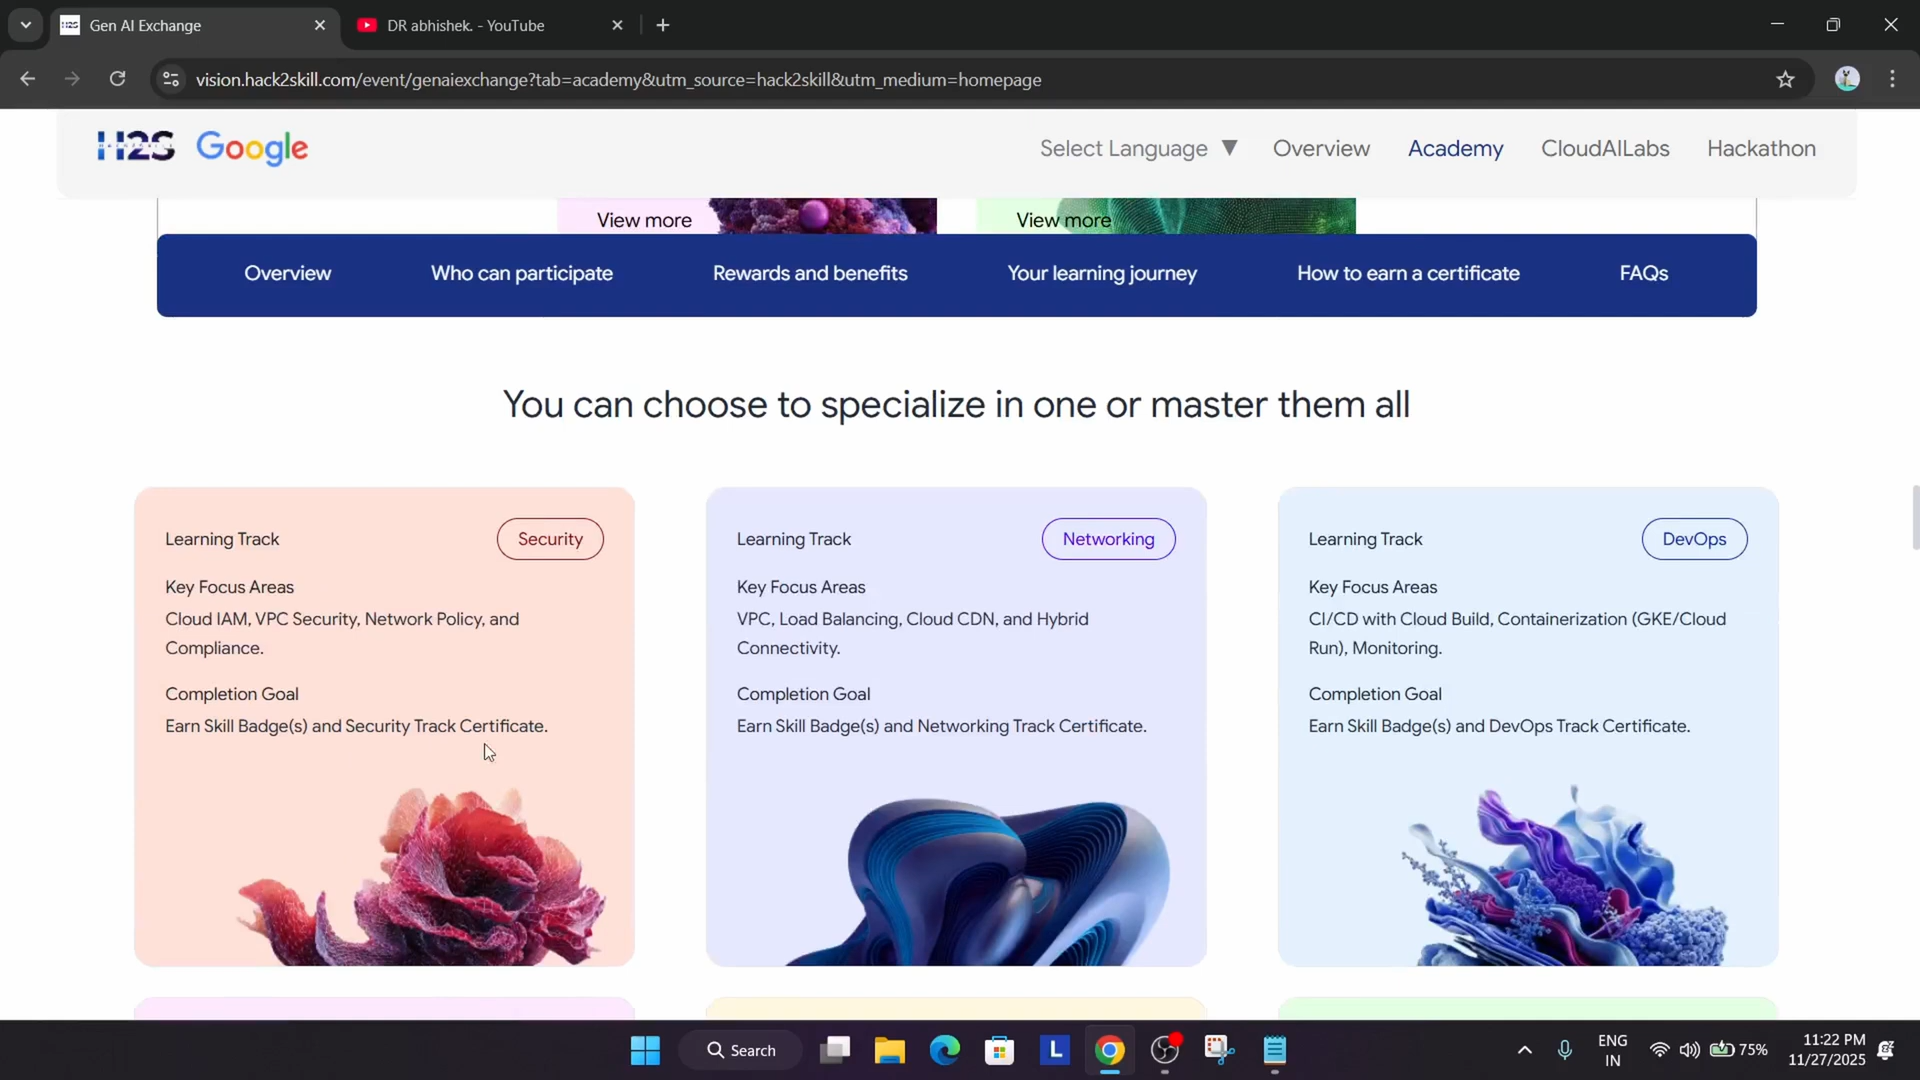 Gen AI Exchange
DR abhishek. - YouTube
vision.hack2skill.com/event/genaiexchange?tab=academy&utm_source=hack2skill&utm_medium=homepage
H2S Google
Select Language ▼ Overview Academy CloudAILabs Hackathon
View more View more
Overview Who can participate Rewards and benefits Your learning journey How to earn a certificate FAQs
You can choose to specialize in one or master them all
Learning Track Security
Key Focus Areas
Cloud IAM, VPC Security, Network Policy, and
Compliance.
Completion Goal
Earn Skill Badge(s) and Security Track Certificate.
Learning Track Networking
Key Focus Areas
VPC, Load Balancing, Cloud CDN, and Hybrid
Connectivity.
Completion Goal
Earn Skill Badge(s) and Networking Track Certificate.
Learning Track DevOps
Key Focus Areas
CI/CD with Cloud Build, Containerization (GKE/Cloud
Run), Monitoring.
Completion Goal
Earn Skill Badge(s) and DevOps Track Certificate.
Search
L
ENG
IN
75%
11:22 PM
11/27/2025